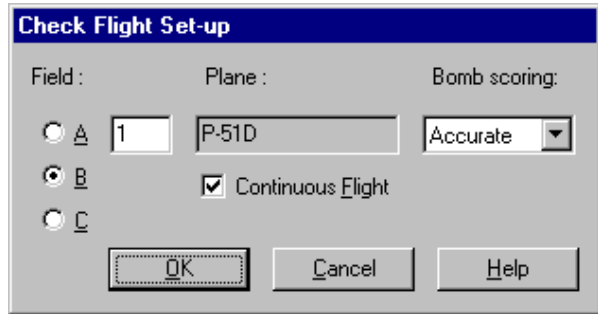 Check Flight Set-up
Field : Plane : Bomb scoring:
A 1 P-51D Accurate
B Continuous Flight
C
OK Cancel Help